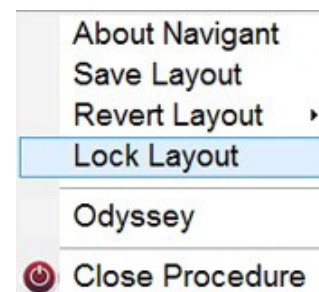 About Navigant
Save Layout
Revert Layout
Lock Layout
Odyssey
Close Procedure